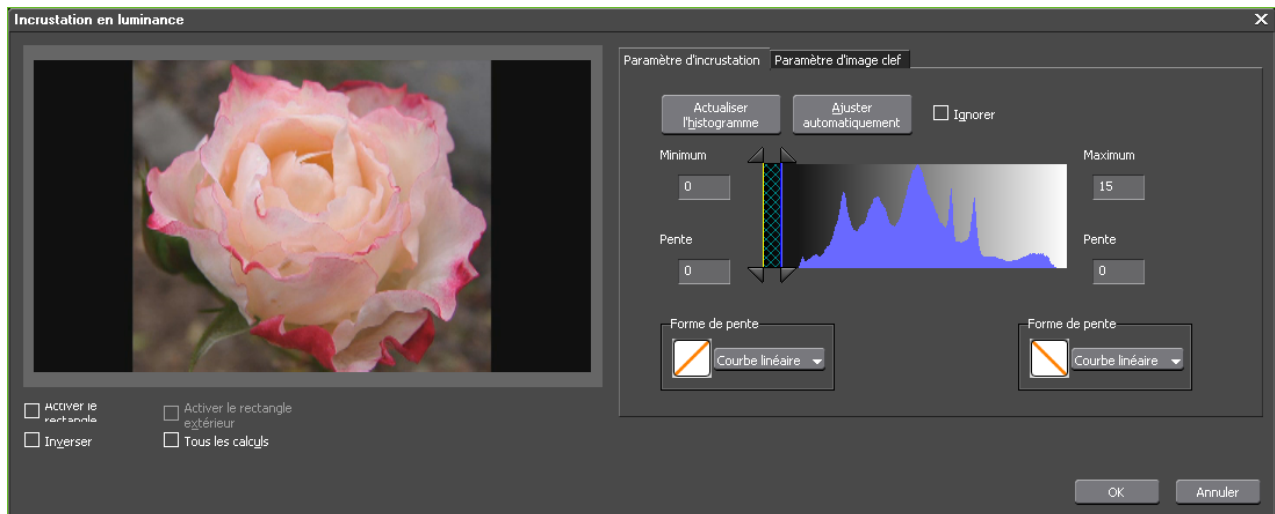 Incrustation en luminance
Paramètre d'incrustation
Paramètre d'image clef
Actualiser
l'histogramme
Ajuster
automatiquement
Ignorer
Minimum
0
Maximum
15
Pente
0
Pente
0
Forme de pente
Courbe linéaire
Forme de pente
Courbe linéaire
Activer le
rectangle
Activer le rectangle
extérieur
Inverser
Tous les calculs
OK
Annuler